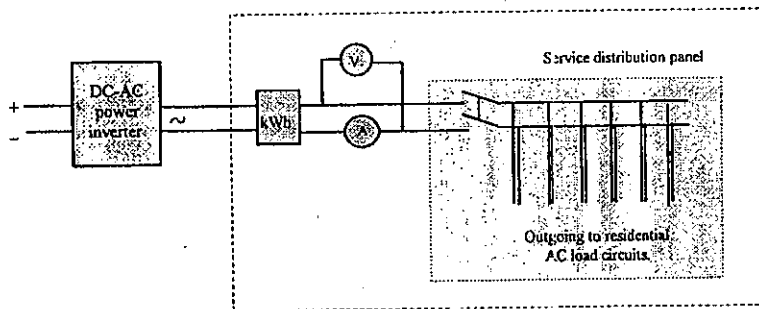 Service distribution panel
V
+
DC-AC
power
inverter
~
kWh
A
−
Outgoing to residential
AC load circuits.